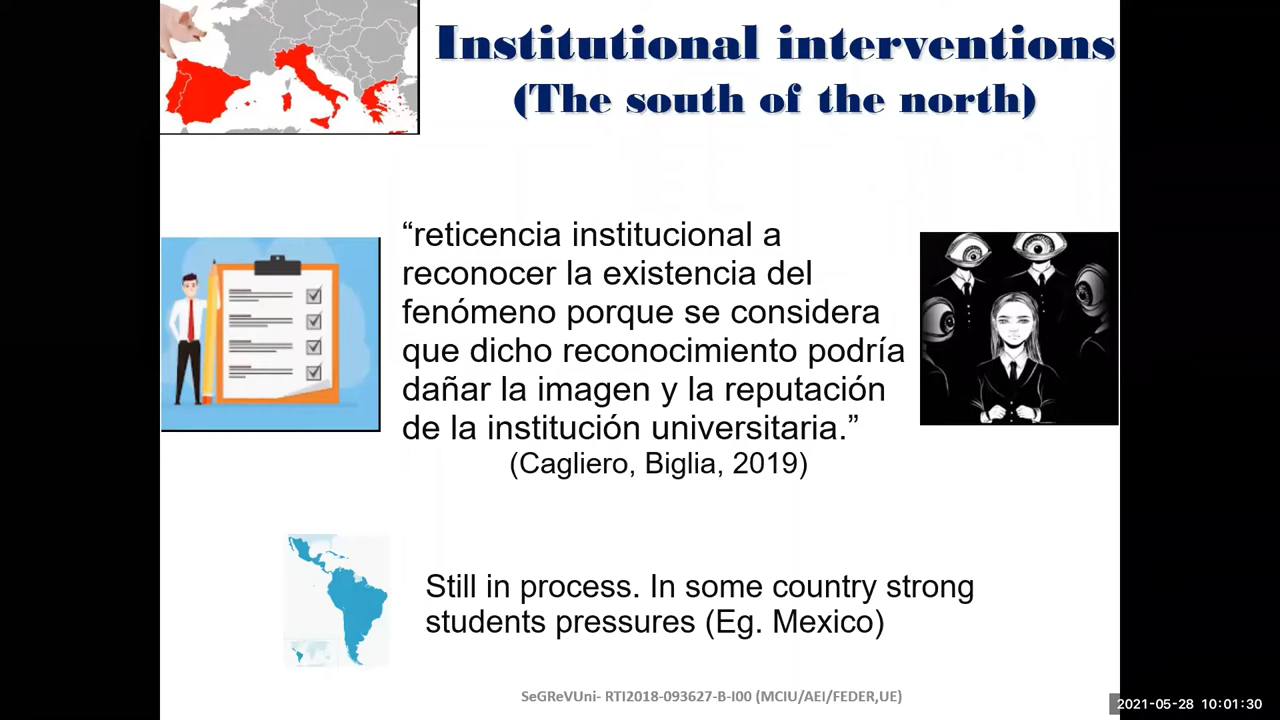 Institutional interventions
(The south of the north)
“reticencia institucional a
reconocer la existencia del
fenómeno porque se considera
que dicho reconocimiento podría
dañar la imagen y la reputación
de la institución universitaria.”
(Cagliero, Biglia, 2019)
Still in process. In some country strong
students pressures (Eg. Mexico)
SeGReVUni- RTI2018-093627-B-I00 (MCIU/AEI/FEDER,UE)
2021-05-28 10:01:30